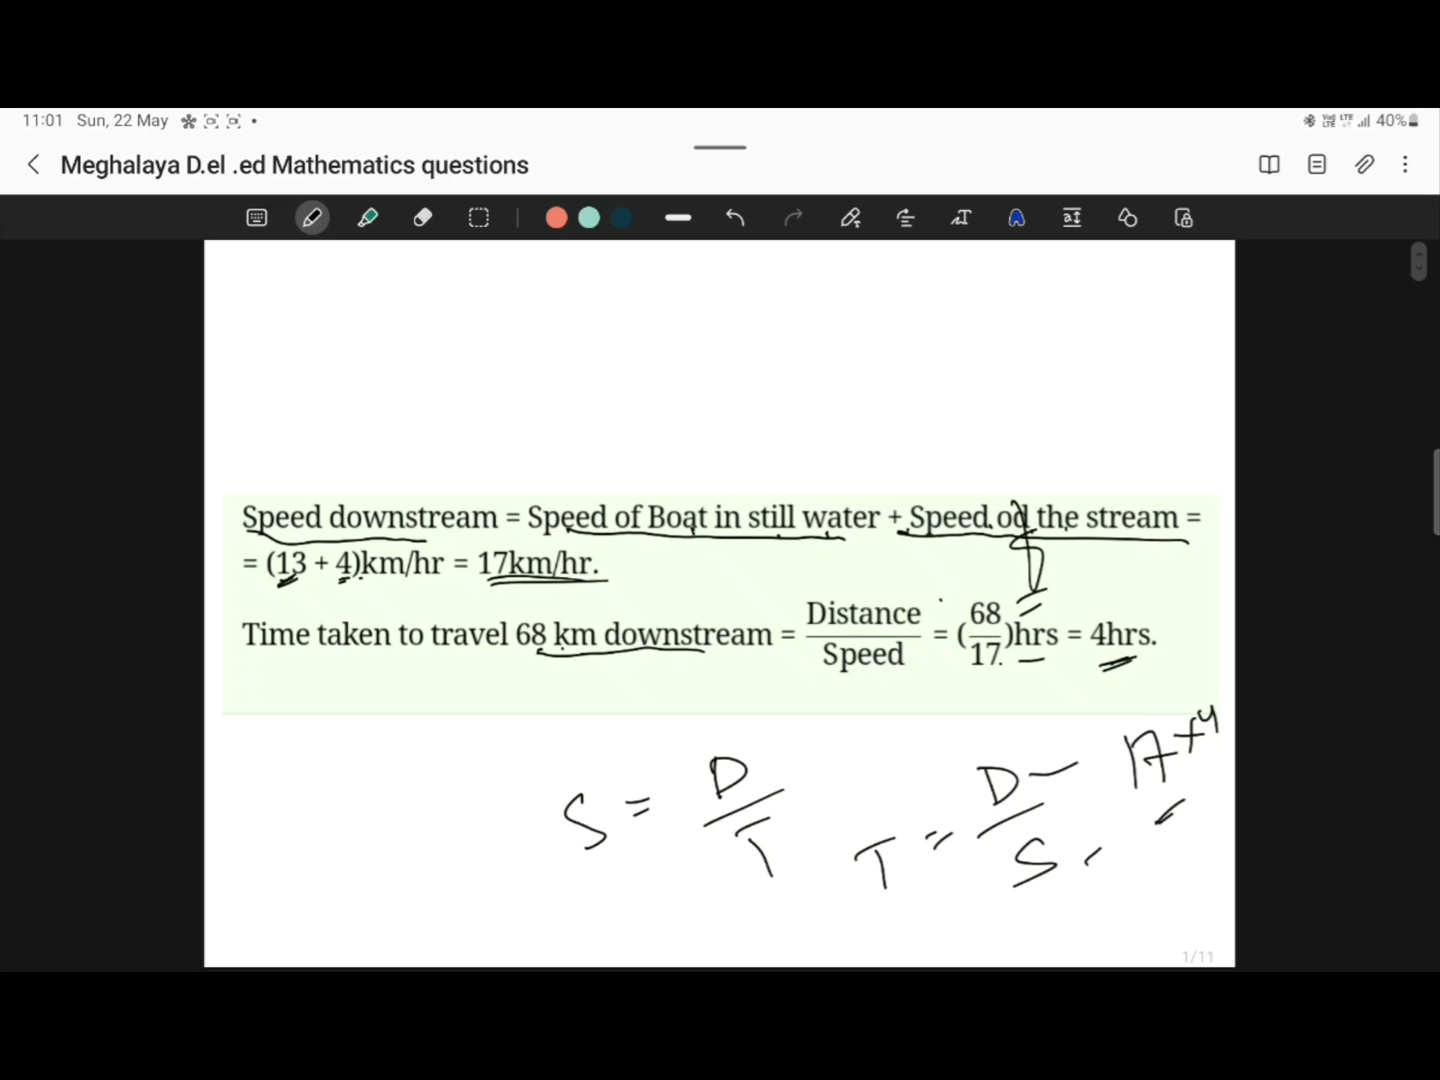 11:01 Sun, 22 May
40%
Meghalaya D.el .ed Mathematics questions
Speed downstream = Speed of Boat in still water + Speed od the stream =
= (13 + 4)km/hr = 17km/hr.
Time taken to travel 68 km downstream = Distance/Speed = (68/17)hrs = 4hrs.
S = D/T
T = D/S
17 x4
1/11